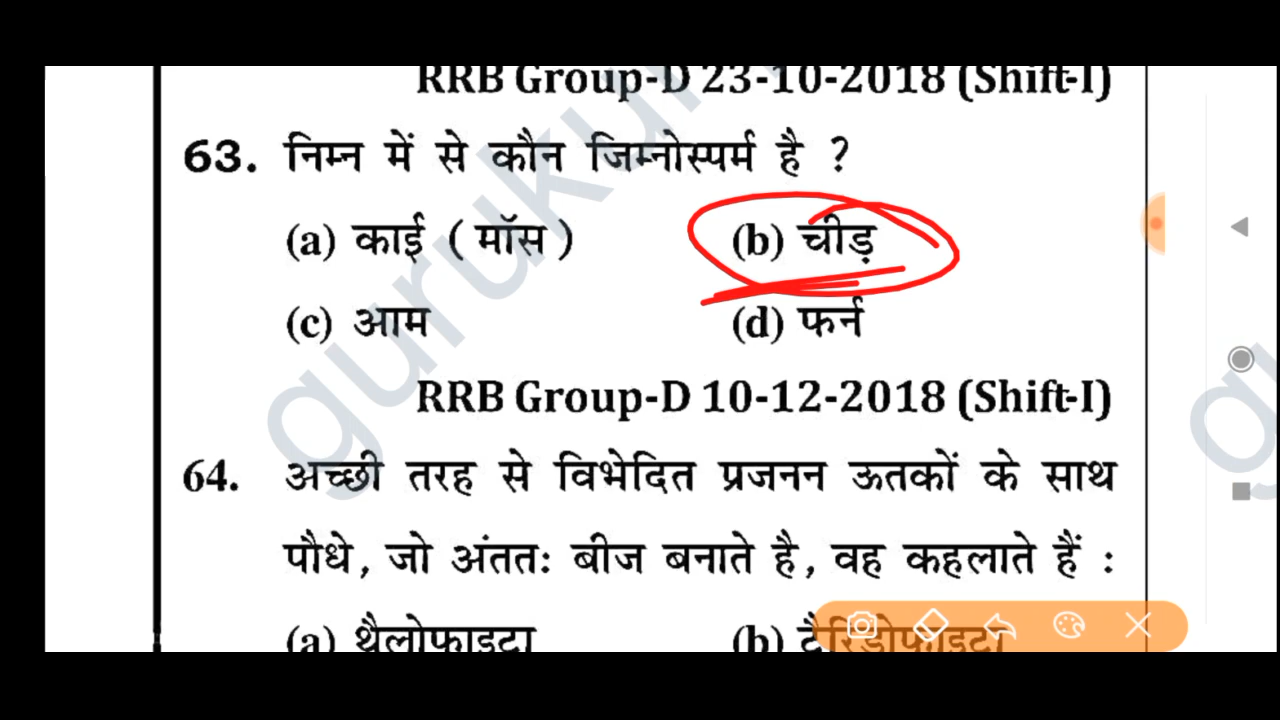 RRB Group-D 23-10-2018 (Shift-I)
63. निम्न में से कौन जिम्नोस्पर्म है ?
(a) काई ( मॉस ) (b) चीड़
(c) आम (d) फर्न
RRB Group-D 10-12-2018 (Shift-I)
64. अच्छी तरह से विभेदित प्रजनन ऊतकों के साथ
पौधे, जो अंततः बीज बनाते है, वह कहलाते हैं :
(a) थैलोफाइटा (b) टैरिडोफाइटा